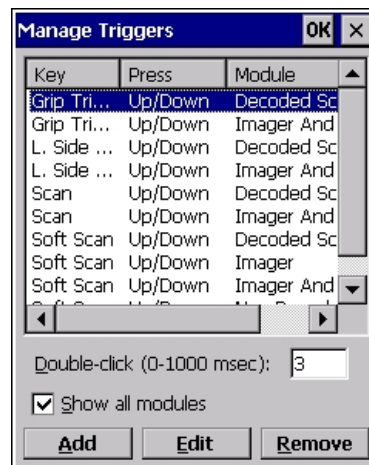 Manage Triggers OK ×
Key Press Module
Grip Tri... Up/Down Decoded Sc
Grip Tri... Up/Down Imager And
L. Side ... Up/Down Decoded Sc
L. Side ... Up/Down Imager And
Scan Up/Down Decoded Sc
Scan Up/Down Imager And
Soft Scan Up/Down Decoded Sc
Soft Scan Up/Down Imager
Soft Scan Up/Down Imager And
Double-click (0-1000 msec): 3
Show all modules
Add Edit Remove